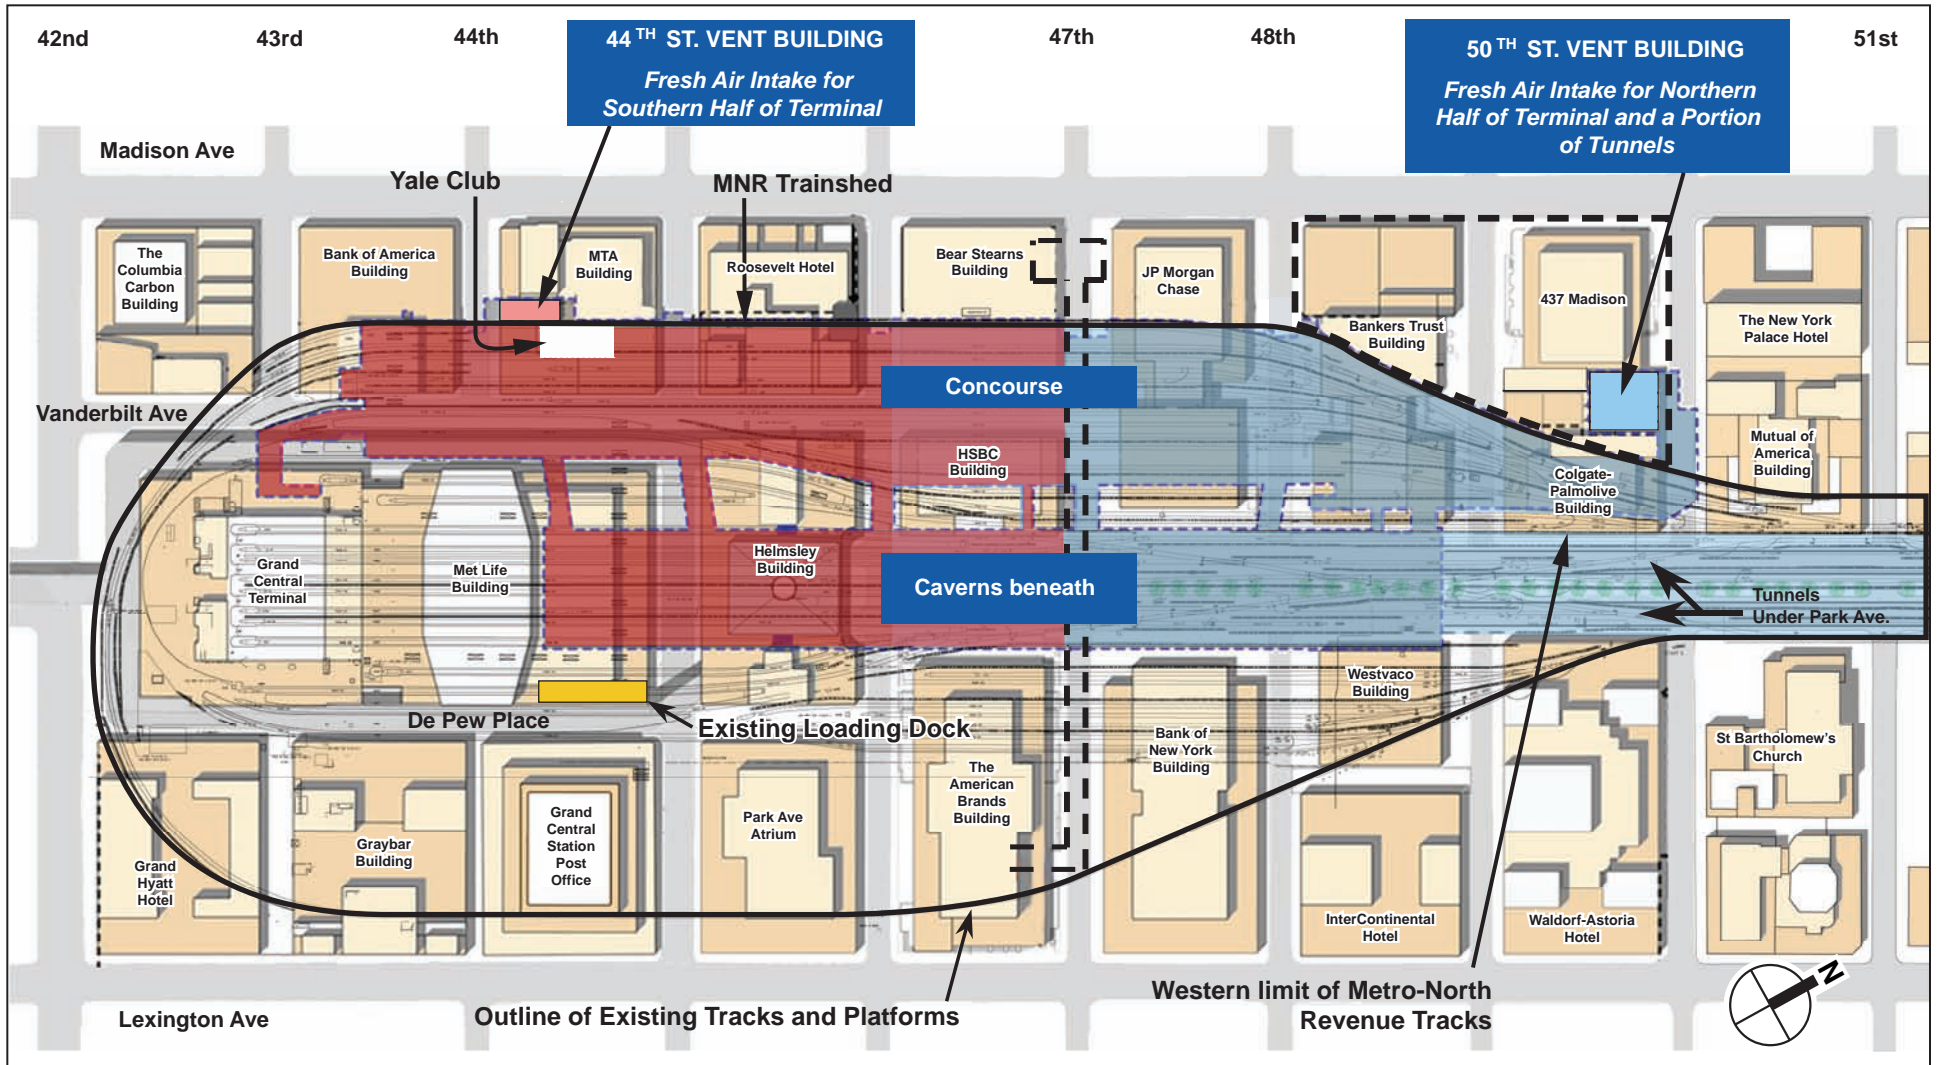 42nd
43rd
44th
47th
48th
51st
44 TH ST. VENT BUILDING
Fresh Air Intake for
Southern Half of Terminal
50 TH ST. VENT BUILDING
Fresh Air Intake for Northern
Half of Terminal and a Portion
of Tunnels
Madison Ave
Yale Club
MNR Trainshed
The
Columbia
Carbon
Building
Bank of America
Building
MTA
Building
Roosevelt Hotel
Bear Stearns
Building
JP Morgan
Chase
Bankers Trust
Building
437 Madison
The New York
Palace Hotel
Concourse
Vanderbilt Ave
HSBC
Building
Colgate-
Palmolive
Building
Mutual of
America
Building
Grand
Central
Terminal
Met Life
Building
Helmsley
Building
Caverns beneath
Tunnels
Under Park Ave.
De Pew Place
Existing Loading Dock
Westvaco
Building
Bank of
New York
Building
St Bartholomew's
Church
The
American
Brands
Building
Park Ave
Atrium
Grand
Central
Station
Post
Office
Graybar
Building
Grand
Hyatt
Hotel
InterContinental
Hotel
Waldorf-Astoria
Hotel
Lexington Ave
Outline of Existing Tracks and Platforms
Western limit of Metro-North
Revenue Tracks
N